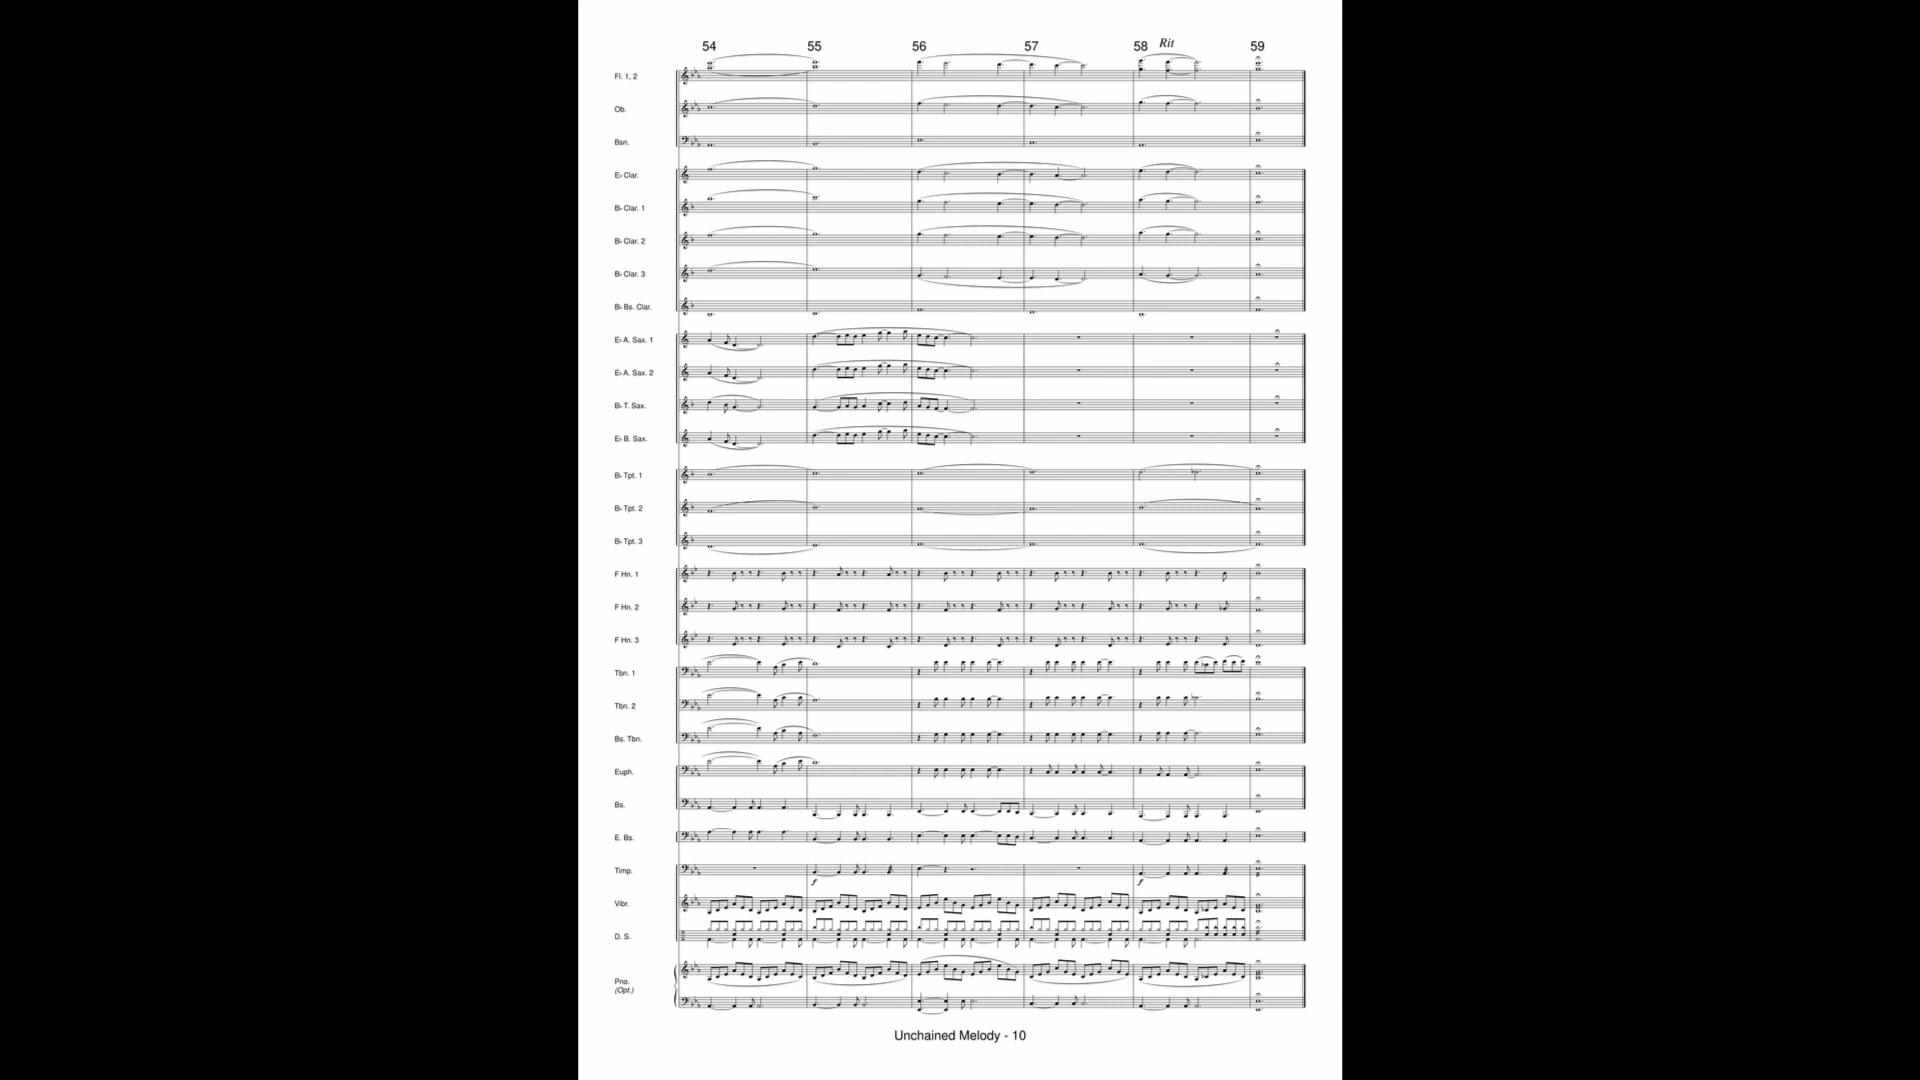 54 55 56 57 58 Rit 59
Fl. 1, 2
Ob.
Bsn.
E♭ Clar.
B♭ Clar. 1
B♭ Clar. 2
B♭ Clar. 3
B♭ Bs. Clar.
E♭ A. Sax. 1
E♭ A. Sax. 2
B♭ T. Sax.
E♭ B. Sax.
B♭ Tpt. 1
B♭ Tpt. 2
B♭ Tpt. 3
F Hn. 1
F Hn. 2
F Hn. 3
Tbn. 1
Tbn. 2
Bs. Tbn.
Euph.
Bs.
E. Bs.
Timp.
f f
Vibr.
D. S.
Pno.
(Opt.)
Unchained Melody - 10